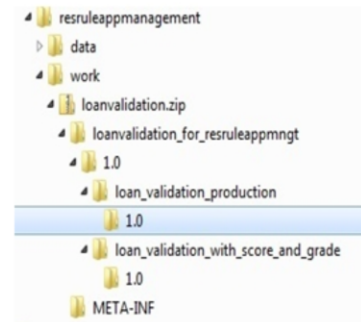 resruleappmanagement
data
work
loanvalidation.zip
loanvalidation_for_resruleappmngt
1.0
loan_validation_production
1.0
loan_validation_with_score_and_grade
1.0
META-INF